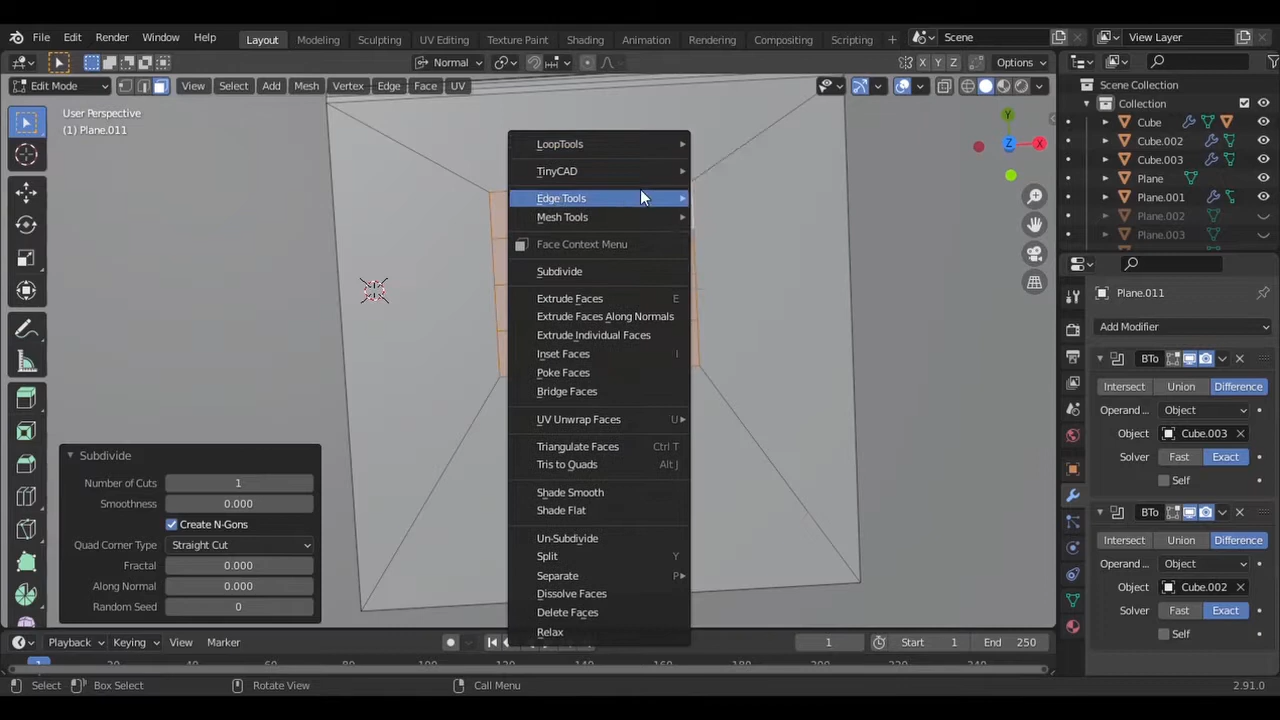 File Edit Render Window Help Layout Modeling Sculpting UV Editing Texture Paint Shading Animation Rendering Compositing Scripting Scene View Layer
Normal X Y Z Options
Edit Mode View Select Add Mesh Vertex Edge Face UV
User Perspective
(1) Plane.011
Y
Z
X
LoopTools
TinyCAD
Edge Tools
Mesh Tools
Face Context Menu
Subdivide
Extrude Faces E
Extrude Faces Along Normals
Extrude Individual Faces
Inset Faces I
Poke Faces
Bridge Faces
UV Unwrap Faces U
Triangulate Faces Ctrl T
Tris to Quads Alt J
Shade Smooth
Shade Flat
Un-Subdivide
Split Y
Separate P
Dissolve Faces
Delete Faces
Relax
Subdivide
Number of Cuts 1
Smoothness 0.000
Create N-Gons
Quad Corner Type Straight Cut
Fractal 0.000
Along Normal 0.000
Random Seed 0
Scene Collection
Collection
Cube
Cube.002
Cube.003
Plane
Plane.001
Plane.002
Plane.003
Plane.011
Add Modifier
BTo
Intersect Union Difference
Operand ... Object
Object Cube.003
Solver Fast Exact
Self
BTo
Intersect Union Difference
Operand ... Object
Object Cube.002
Solver Fast Exact
Self
Playback Keying View Marker 1 Start 1 End 250
1
Select Box Select Rotate View Call Menu 2.91.0